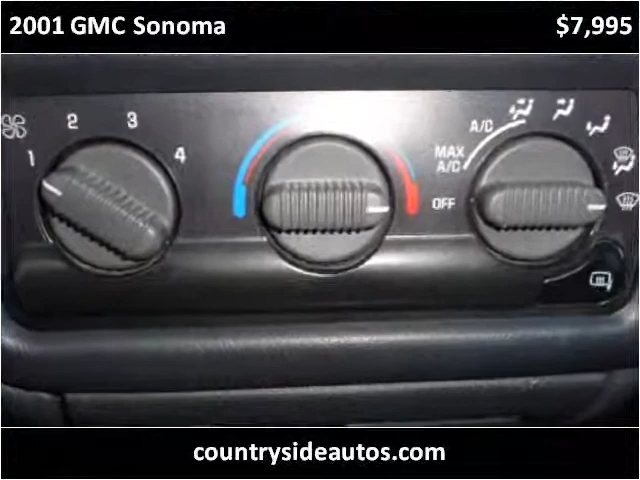 2001 GMC Sonoma $7,995
1 2 3 4
A/C
MAX
A/C
OFF
countrysideautos.com